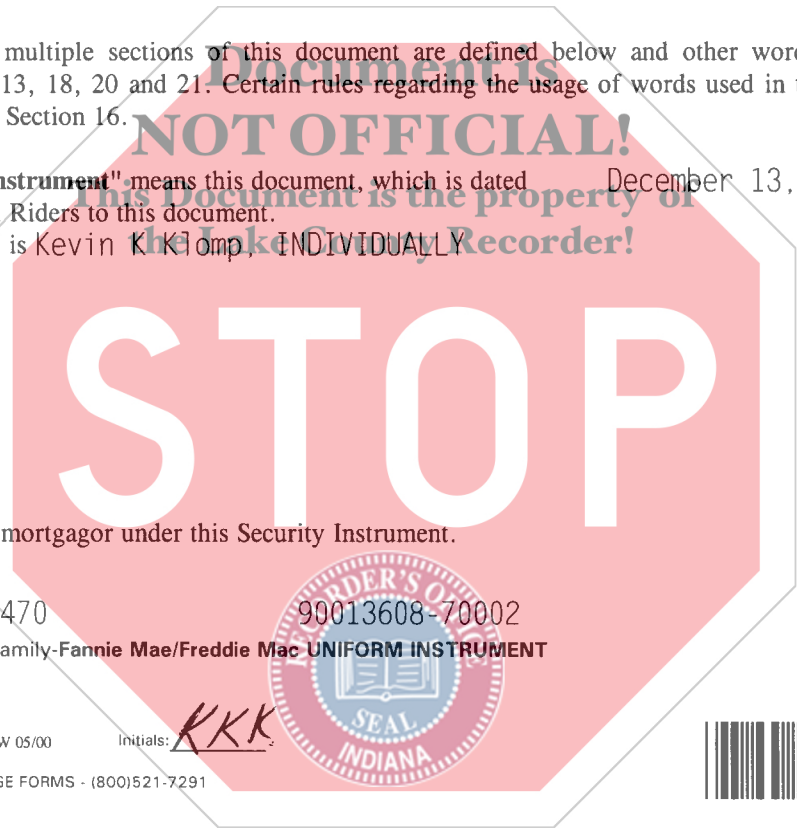 multiple sections of this document are defined below and other word
Document is
13, 18, 20 and 21. Certain rules regarding the usage of words used in t
Section 16.
NOT OFFICIAL!
nstrument" means this document, which is dated December 13,
This Document is the property of
Riders to this document.
is Kevin K Klomp, INDIVIDUALLY
the Lake County Recorder!
STOP
mortgagor under this Security Instrument.
470 90013608-70002
amily-Fannie Mae/Freddie Mac UNIFORM INSTRUMENT
RECORDER'S OFFICE
SEAL
INDIANA
W 05/00 Initials: KKK
GE FORMS - (800)521-7291